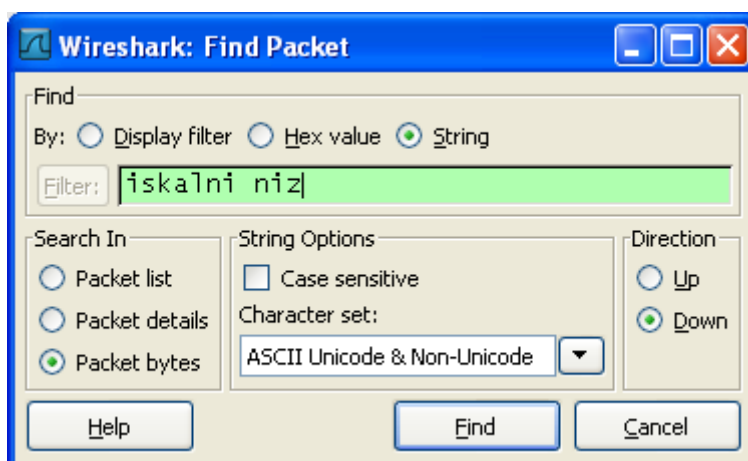 Wireshark: Find Packet
Find
By: Display filter Hex value String
Filter: iskalni niz
Search In
Packet list
Packet details
Packet bytes
String Options
Case sensitive
Character set:
ASCII Unicode & Non-Unicode
Direction
Up
Down
Help Find Cancel